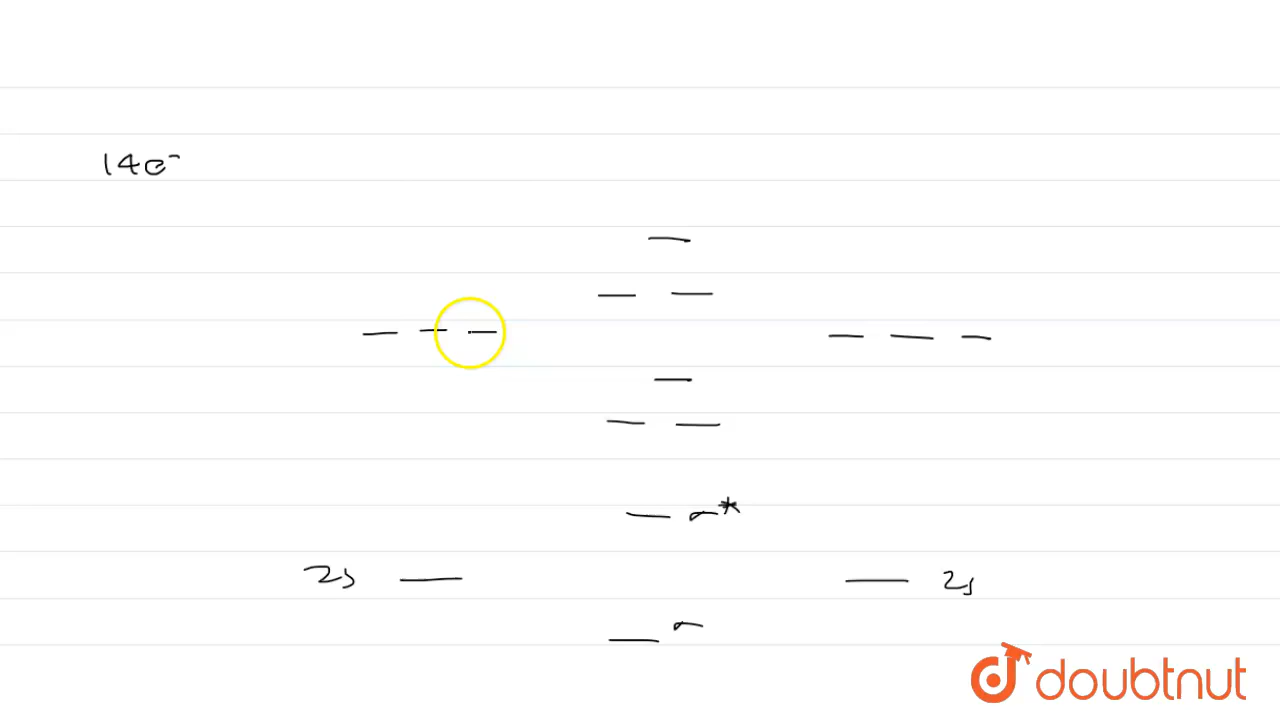 14e⁻
σ*
2s 2s
σ
doubtnut